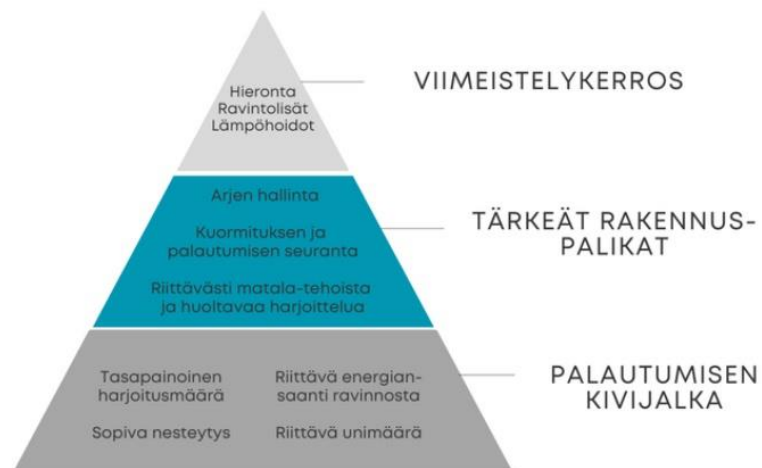 Hieronta
Ravintolisät
Lämpöhoidot
VIIMEISTELYKERROS
Arjen hallinta
Kuormituksen ja
palautumisen seuranta
Riittävästi matala-tehoista
ja huoltavaa harjoittelua
TÄRKEÄT RAKENNUS-
PALIKAT
Tasapainoinen
harjoitusmäärä
Riittävä energian-
saanti ravinnosta
Sopiva nesteytys
Riittävä unimäärä
PALAUTUMISEN
KIVIJALKA